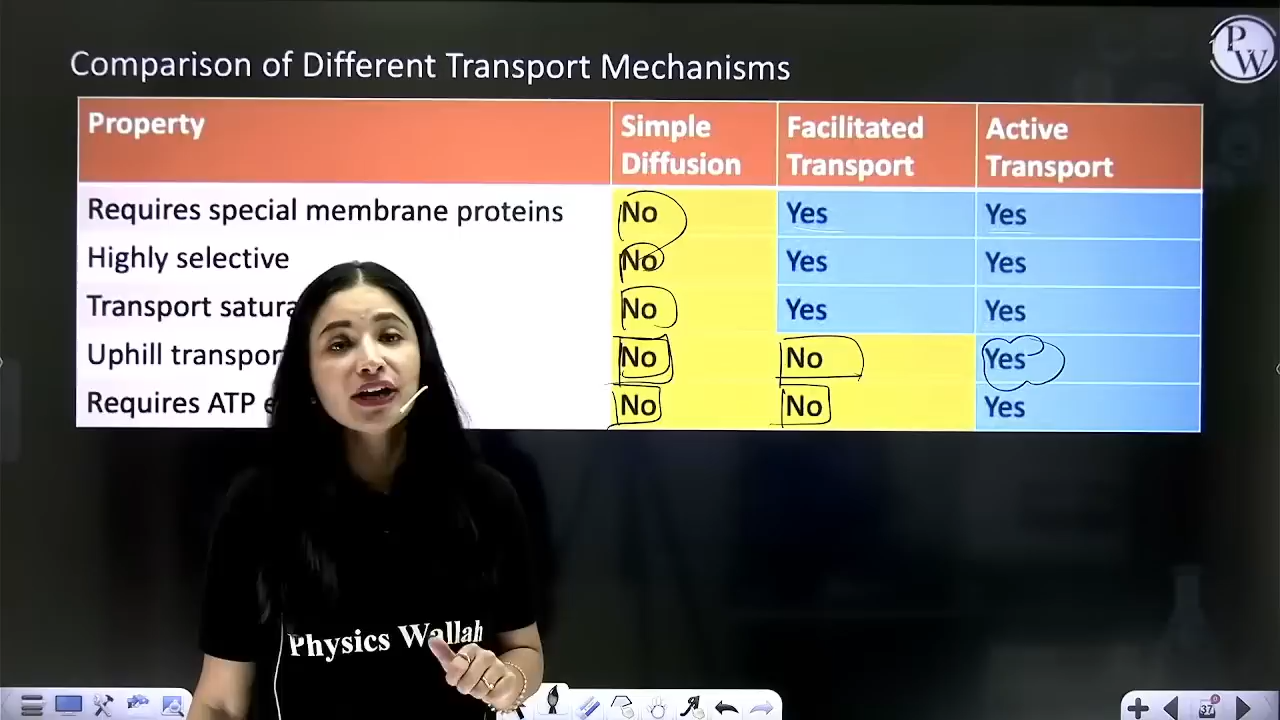 Comparison of Different Transport Mechanisms
P
W
Property
Simple
Diffusion
Facilitated
Transport
Active
Transport
Requires special membrane proteins No Yes Yes
Highly selective No Yes Yes
Transport No Yes Yes
Uphill No No Yes
Requires ATP No No Yes
Physics Wallah
37